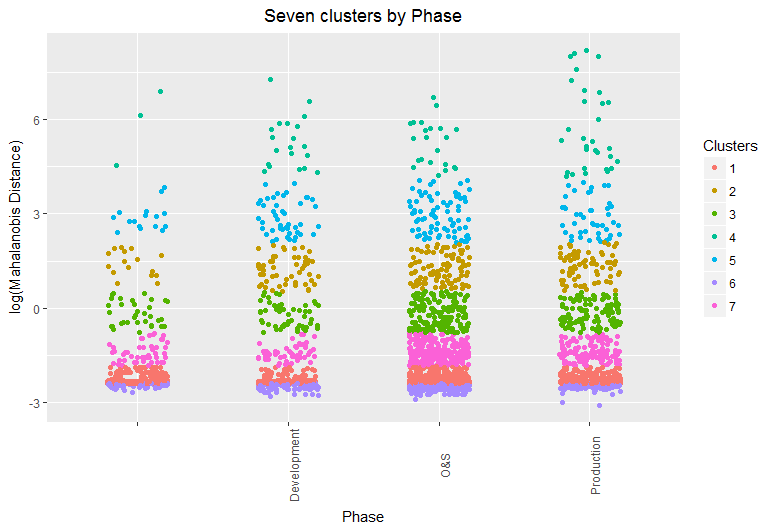 Seven clusters by Phase
log(Mahalanobis Distance)
6
3
0
-3
Development
O&S
Production
Phase
Clusters
1
2
3
4
5
6
7